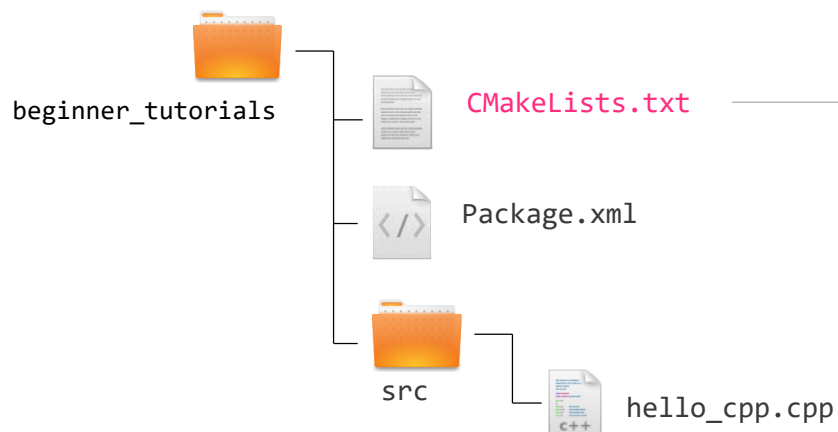 beginner_tutorials
CMakeLists.txt
</>
Package.xml
src
hello_cpp.cpp
c++